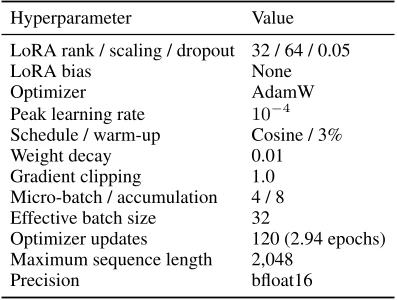 Hyperparameter Value
LoRA rank / scaling / dropout 32 / 64 / 0.05
LoRA bias None
Optimizer AdamW
Peak learning rate 10⁻⁴
Schedule / warm-up Cosine / 3%
Weight decay 0.01
Gradient clipping 1.0
Micro-batch / accumulation 4 / 8
Effective batch size 32
Optimizer updates 120 (2.94 epochs)
Maximum sequence length 2,048
Precision bfloat16